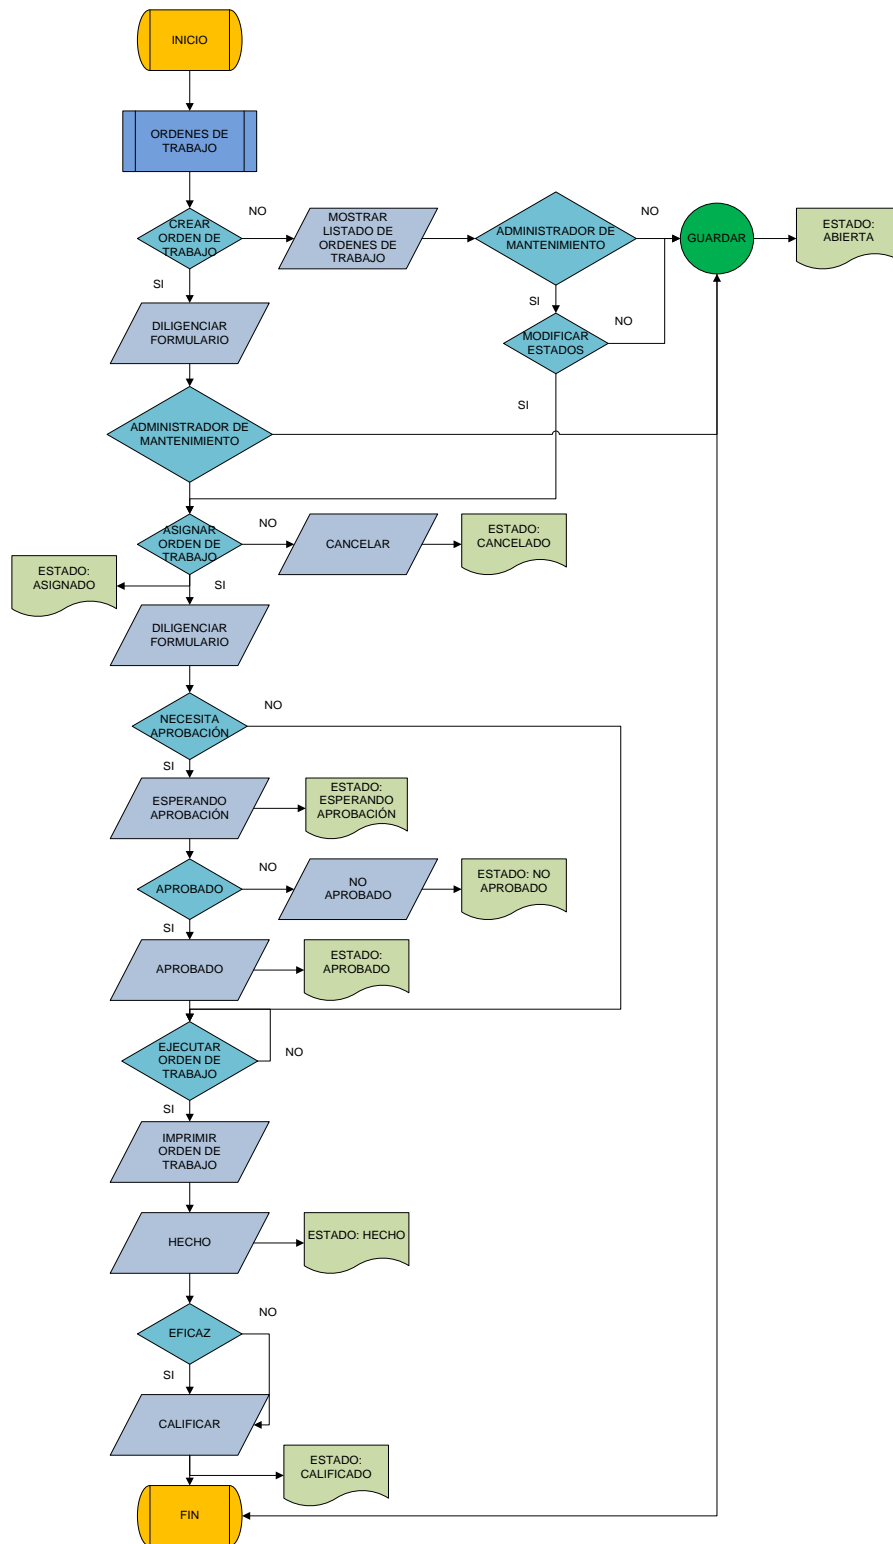 INICIO
ORDENES DE
TRABAJO
CREAR
ORDEN DE
TRABAJO
NO
SI
MOSTRAR
LISTADO DE
ORDENES DE
TRABAJO
ADMINISTRADOR DE
MANTENIMIENTO
NO
SI
GUARDAR
ESTADO:
ABIERTA
MODIFICAR
ESTADOS
NO
SI
DILIGENCIAR
FORMULARIO
ADMINISTRADOR DE
MANTENIMIENTO
ASIGNAR
ORDEN DE
TRABAJO
NO
SI
CANCELAR
ESTADO:
CANCELADO
ESTADO:
ASIGNADO
DILIGENCIAR
FORMULARIO
NECESITA
APROBACIÓN
NO
SI
ESPERANDO
APROBACIÓN
ESTADO:
ESPERANDO
APROBACIÓN
APROBADO
NO
SI
NO
APROBADO
ESTADO: NO
APROBADO
APROBADO
ESTADO:
APROBADO
EJECUTAR
ORDEN DE
TRABAJO
NO
SI
IMPRIMIR
ORDEN DE
TRABAJO
HECHO
ESTADO: HECHO
EFICAZ
NO
SI
CALIFICAR
ESTADO:
CALIFICADO
FIN